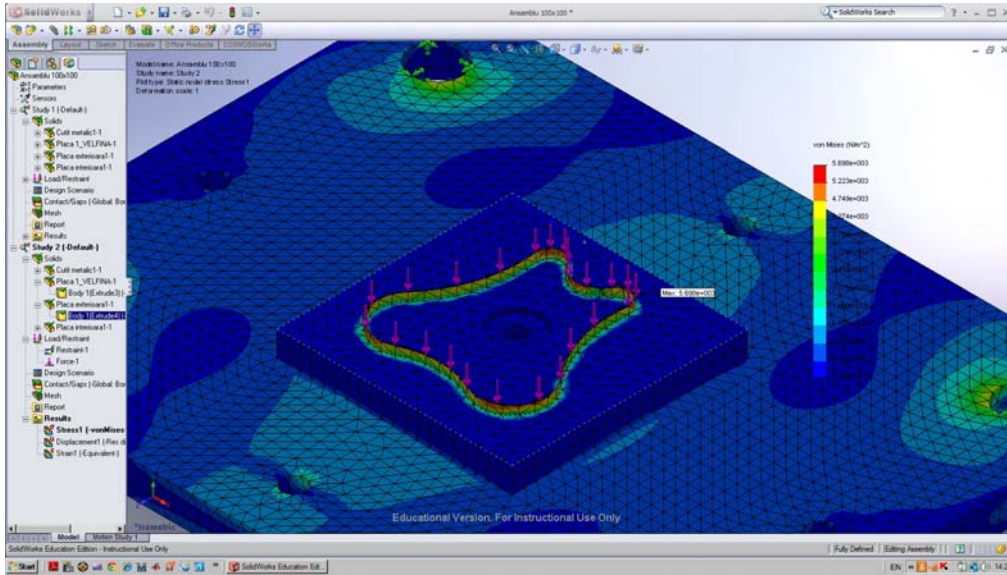 SolidWorks
Ansamblu 100x100 *
SolidWorks Search
Assembly Layout Sketch Evaluate Office Products COSMOSWorks
Ansamblu 100x100
Parameters
Sensors
Study 1 (-Default-)
Solids
Cutit metalic1-1
Placa 1_VELFINA-1
Placa exterioara1-1
Placa interioara1-1
Load/Restraint
Design Scenario
Contact/Gaps (-Global: Bon
Mesh
Report
Results
Study 2 (-Default-)
Solids
Cutit metalic1-1
Placa 1_VELFINA-1
Body 1(Extrude3)
Placa exterioara1-1
Body 1(Extrude4)
Placa interioara1-1
Load/Restraint
Restraint-1
Force-1
Design Scenario
Contact/Gaps (-Global: Bon
Mesh
Report
Results
Stress1 (-vonMises
Displacement1 (-Res di
Strain1 (-Equivalent-)
Model name: Ansamblu 100x100
Study name: Study 2
Plot type: Static nodal stress Stress1
Deformation scale: 1
von Mises (N/m^2)
5.698e+003
5.223e+003
4.749e+003
Max: 5.698e+003
*Isometric
Educational Version. For Instructional Use Only
Model Motion Study 1
SolidWorks Education Edition - Instructional Use Only
Fully Defined Editing Assembly
Start
SolidWorks Education Edi...
EN